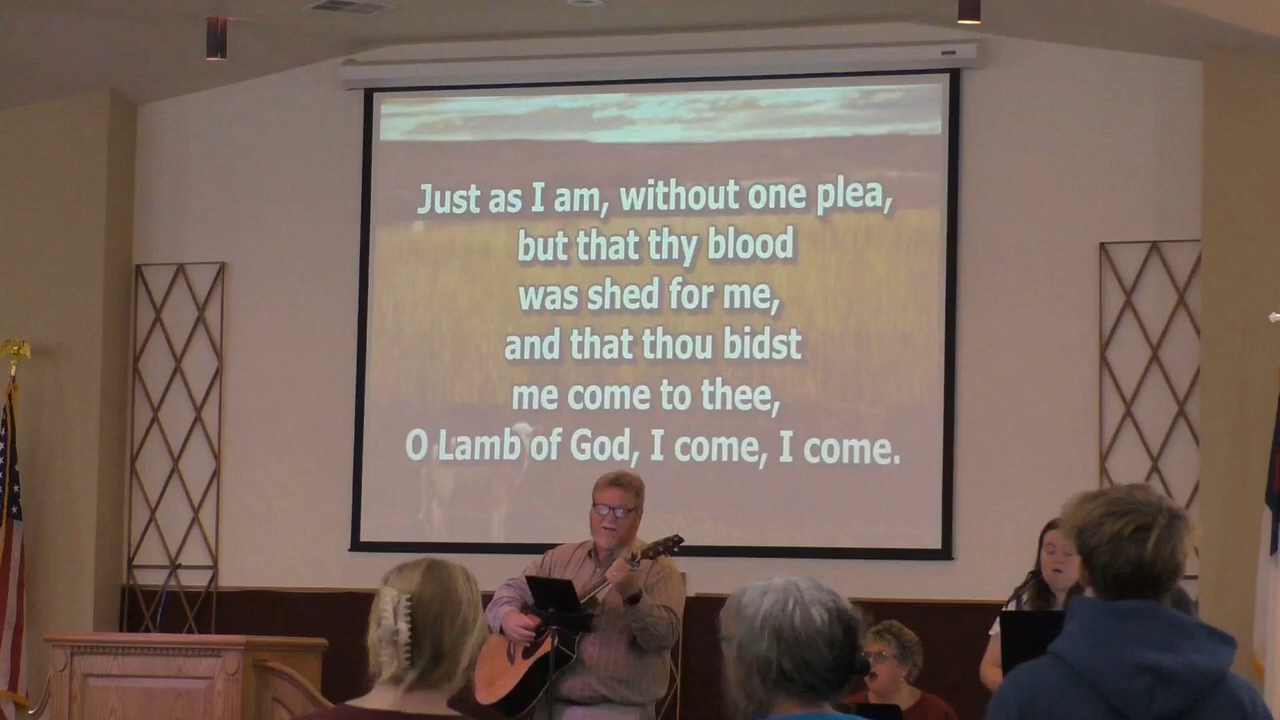 Just as I am, without one plea,
but that thy blood
was shed for me,
and that thou bidst
me come to thee,
O Lamb of God, I come, I come.